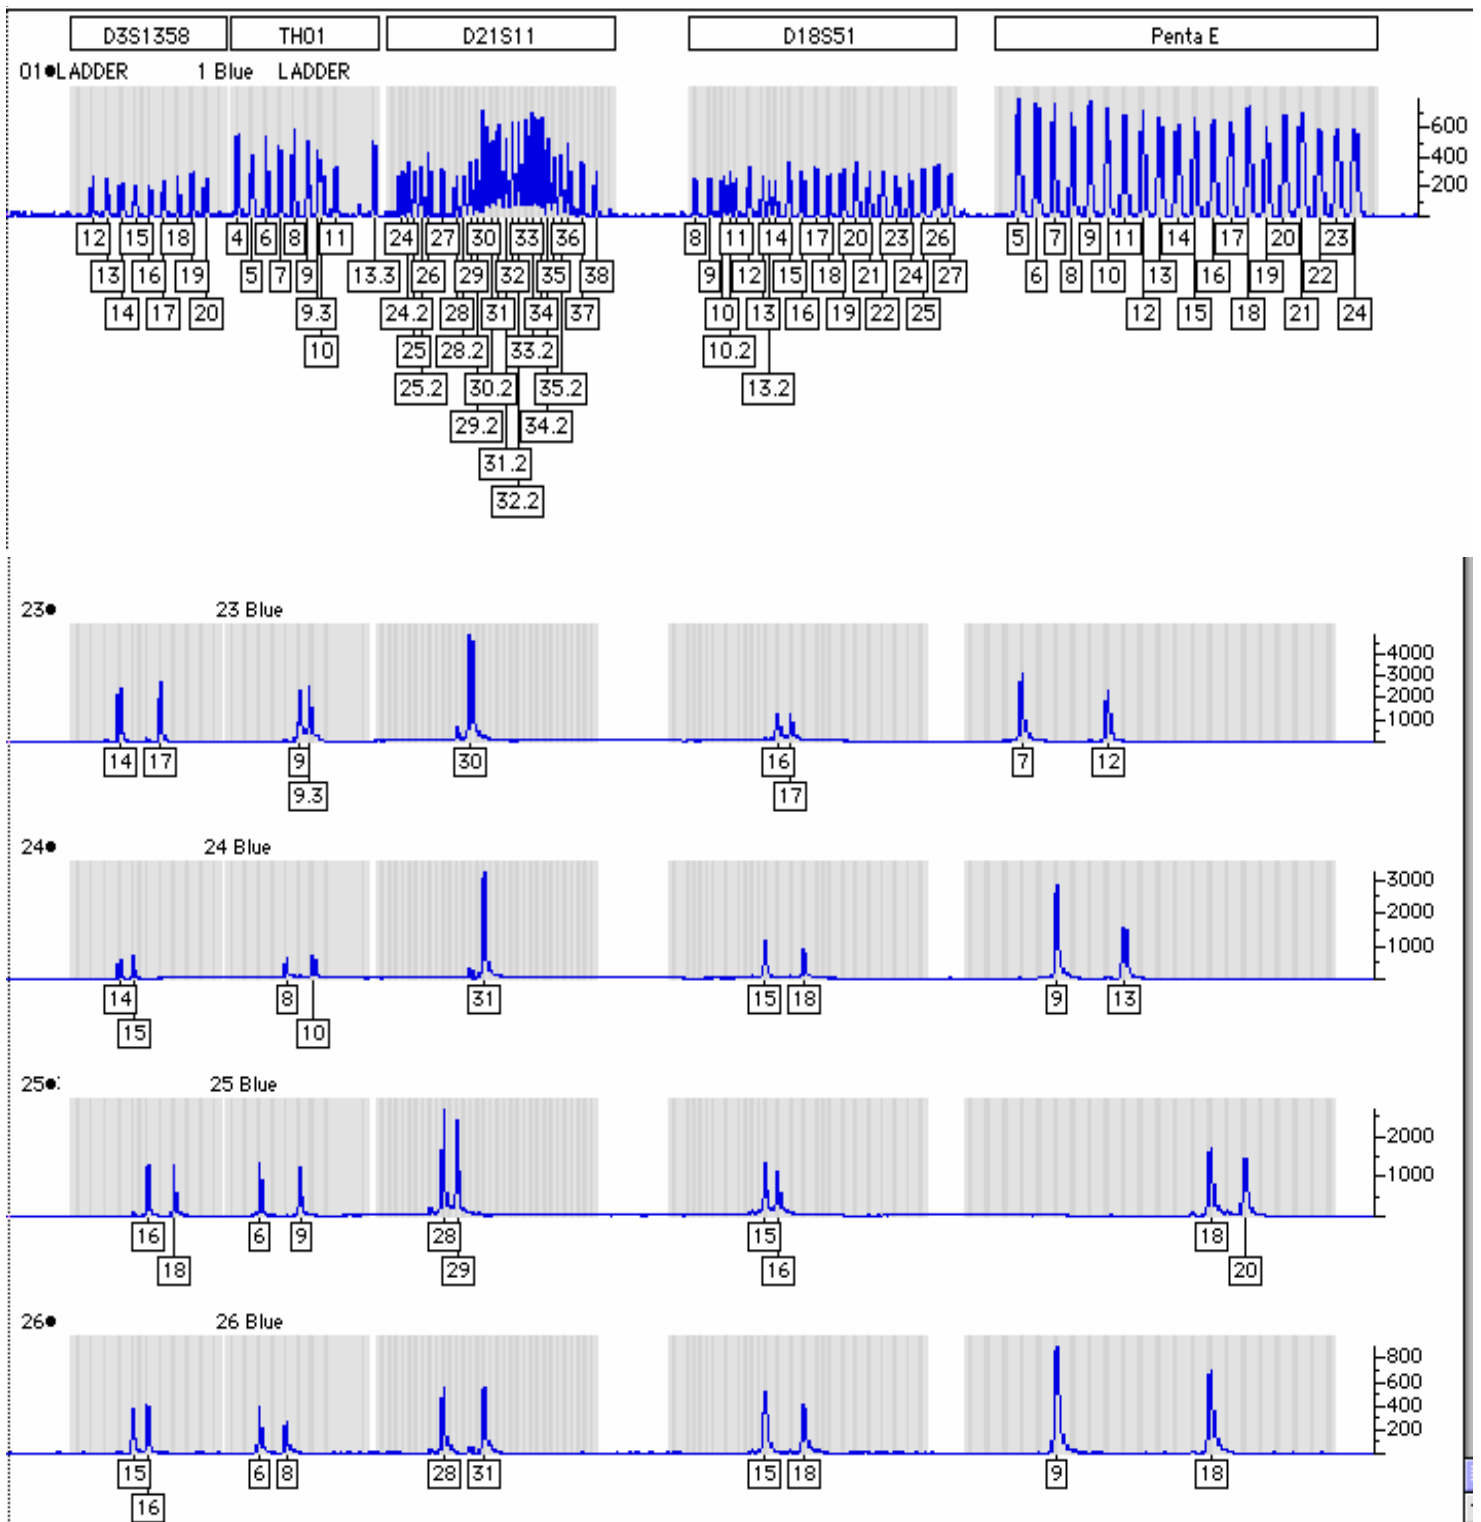 D3S1358 TH01 D21S11 D18S51 Penta E
01●LADDER 1 Blue LADDER
600
400
200
12 15 18 4 6 8 11 24 27 30 33 36 8 11 14 17 20 23 26 5 7 9 11 14 17 20 23
13 16 19 5 7 9 13.3 26 29 32 35 38 9 12 15 18 21 24 27 6 8 10 13 16 19 22
14 17 20 9.3 24.2 28 31 34 37 10 13 16 19 22 25 12 15 18 21 24
10 25 28.2 33.2 10.2
25.2 30.2 35.2 13.2
29.2 34.2
31.2
32.2
23● 23 Blue
4000
3000
2000
1000
14 17 9 30 16 7 12
9.3 17
24● 24 Blue
3000
2000
1000
14 8 31 15 18 9 13
15 10
25●: 25 Blue
2000
1000
16 6 9 28 15 18
18 29 16 20
26● 26 Blue
800
600
400
200
15 6 8 28 31 15 18 9 18
16